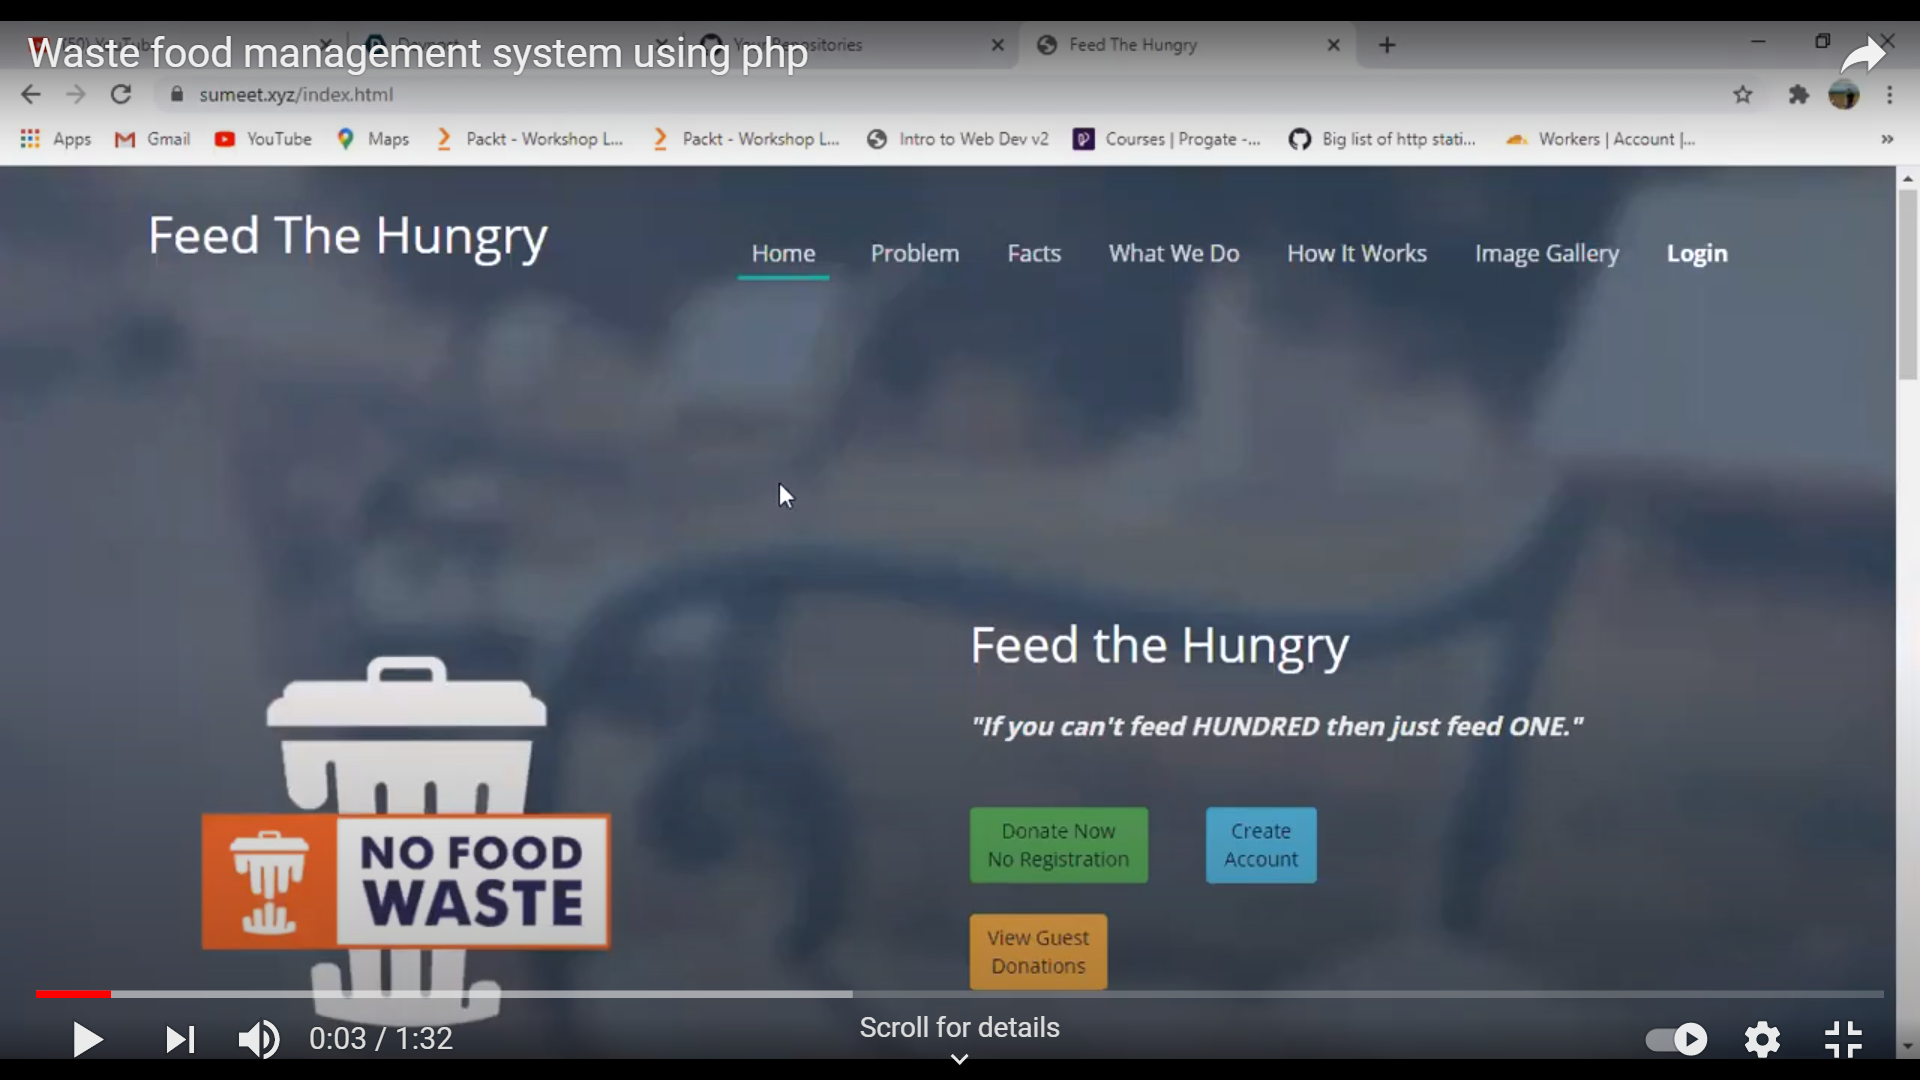 Waste food management system using php
Repositories
Feed The Hungry
sumeet.xyz/index.html
Apps Gmail YouTube Maps Packt - Workshop L... Packt - Workshop L... Intro to Web Dev v2 Courses | Progate -... Big list of http stati... Workers | Account |...
Feed The Hungry
Home Problem Facts What We Do How It Works Image Gallery Login
Feed the Hungry
"If you can't feed HUNDRED then just feed ONE."
Donate Now
No Registration
Create
Account
NO FOOD
WASTE
View Guest
Donations
0:03 / 1:32
Scroll for details